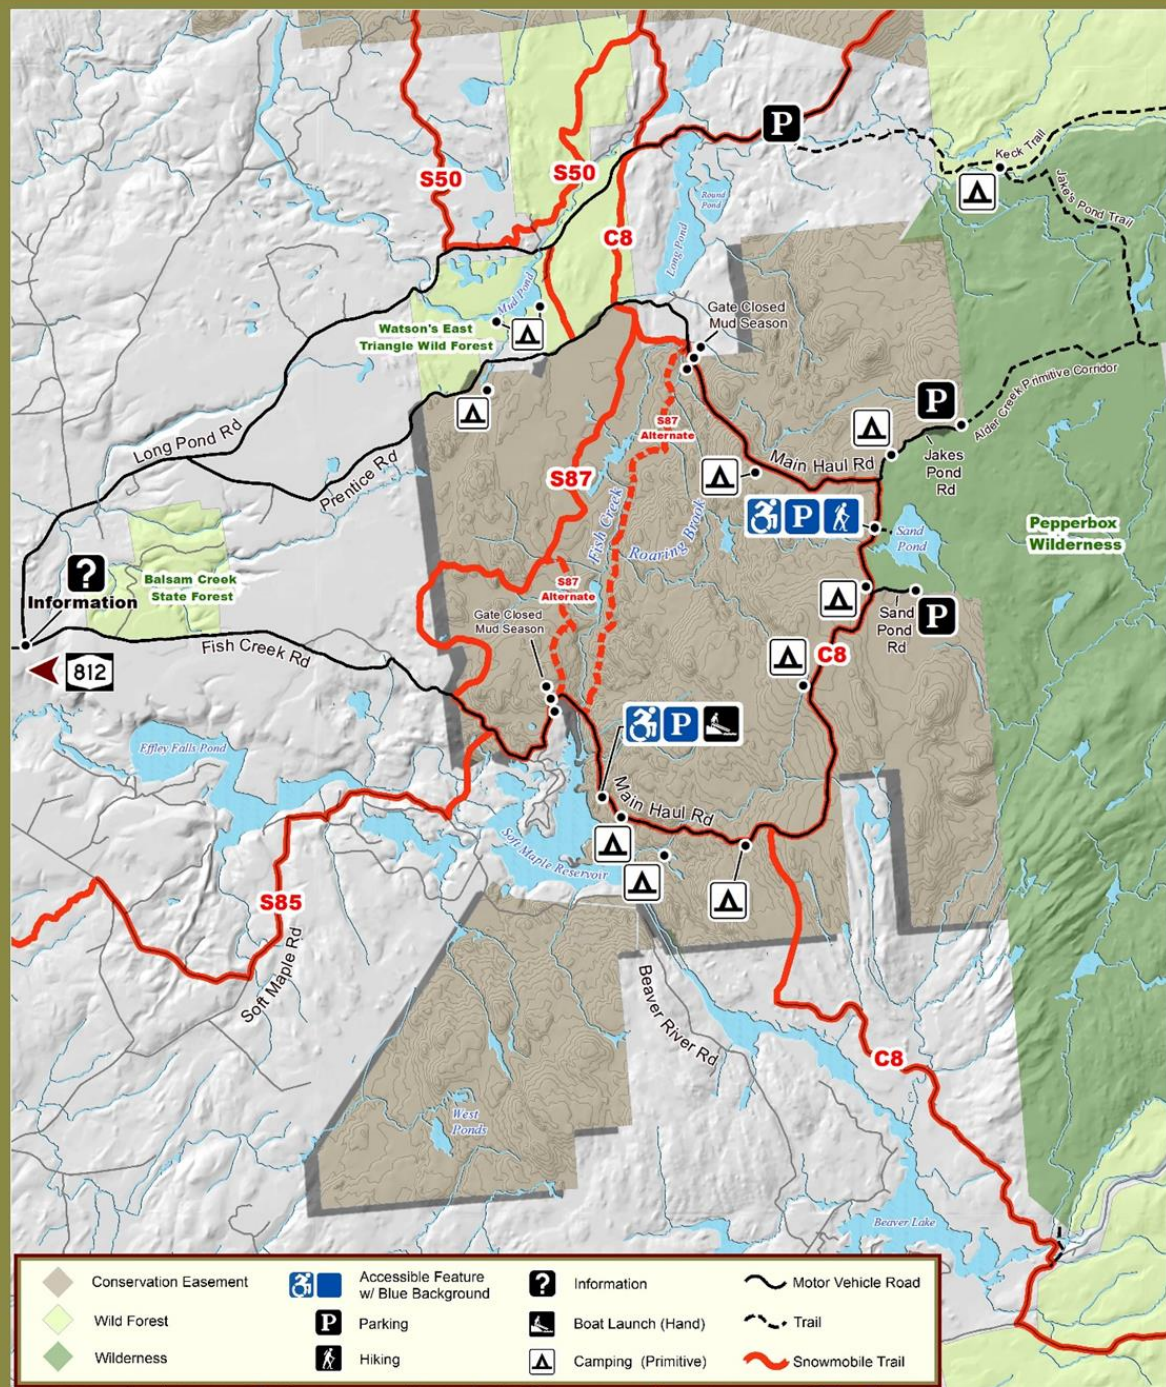 P
Keck Trail
Jake's Pond Trail
S50
S50
Round
Pond
C8
Long Pond
Mud Pond
Gate Closed
Mud Season
Watson's East
Triangle Wild Forest
Alder Creek Primitive Corridor
P
Long Pond Rd
S87
Alternate
Jakes
Pond
Rd
Main Haul Rd
Prentice Rd
S87
Fish Creek
Roaring Brook
P
Sand
Pond
Pepperbox
Wilderness
?
Information
Balsam Creek
State Forest
S87
Alternate
Gate Closed
Mud Season
Sand
Pond
Rd
P
Fish Creek Rd
C8
812
P
Effley Falls Pond
Main Haul Rd
Soft Maple Reservoir
S85
Soft Maple Rd
Beaver River Rd
C8
West
Ponds
Beaver Lake
Conservation Easement
Wild Forest
Wilderness
Accessible Feature
w/ Blue Background
P
Parking
Hiking
?
Information
Boat Launch (Hand)
Camping (Primitive)
Motor Vehicle Road
Trail
Snowmobile Trail